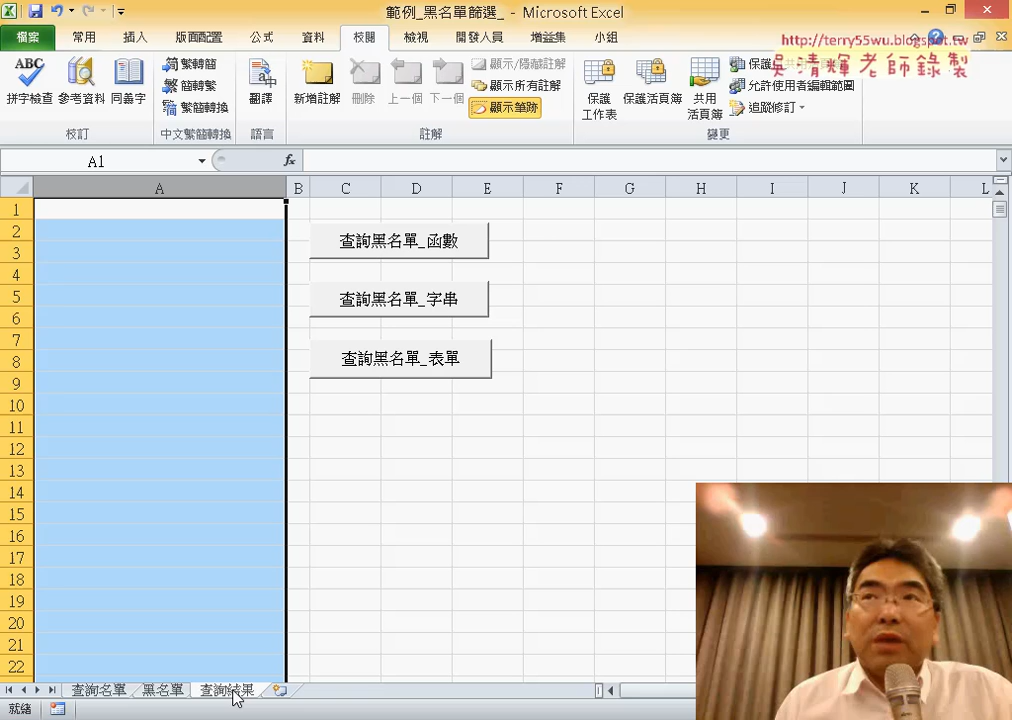 範例_黑名單篩選_ - Microsoft Excel
檔案 常用 插入 版面配置 公式 資料 校閱 檢視 開發人員 增益集 小組
http://terry55wu.blogspot.tw
吳清輝老師錄製
ABC
拼字檢查 參考資料 同義字
校訂
繁轉簡
簡轉繁
繁簡轉換
中文繁簡轉換
翻譯
語言
新增註解 刪除 上一個 下一個
顯示/隱藏註解
顯示所有註解
顯示筆跡
註解
保護工作表 保護活頁簿 共用活頁簿
允許使用者編輯範圍
追蹤修訂
變更
A1 fx
A B C D E F G H I J K L
1
2
查詢黑名單_函數
3
4
5
查詢黑名單_字串
6
7
8
查詢黑名單_表單
9
10
11
12
13
14
15
16
17
18
19
20
21
22
查詢名單 黑名單 查詢結果
就緒